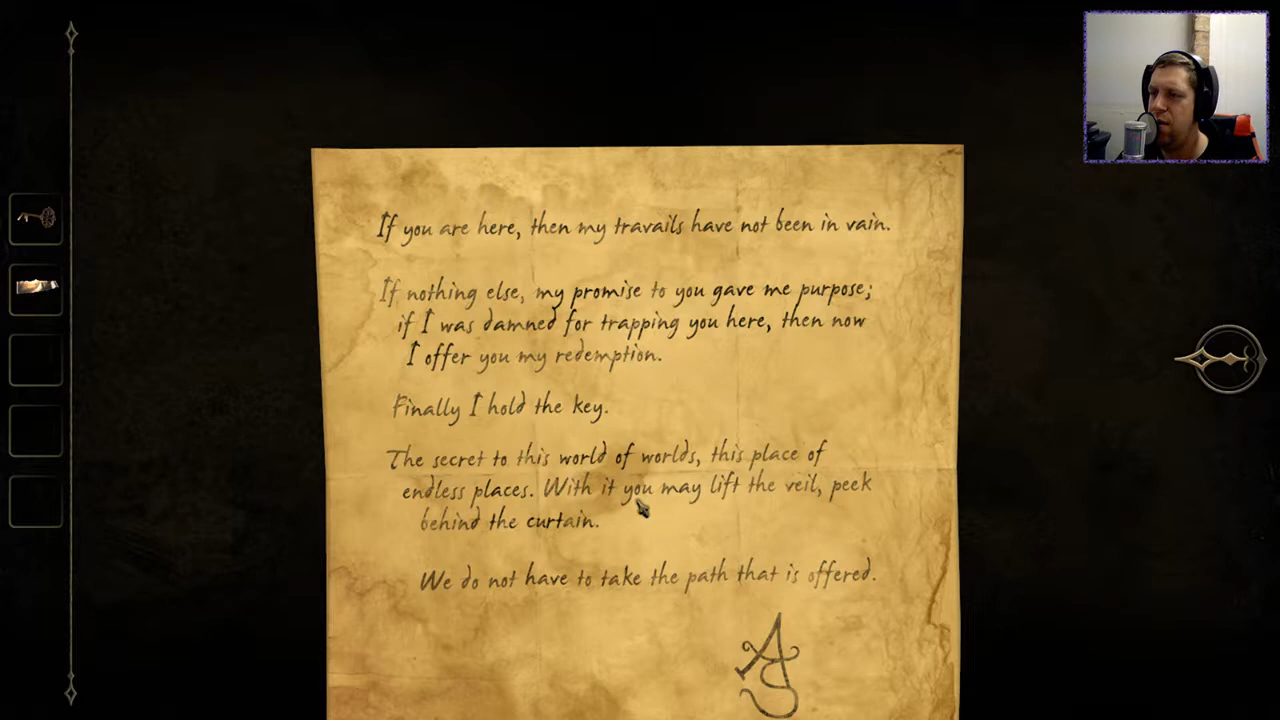 If you are here, then my travails have not been in vain.
If nothing else, my promise to you gave me purpose;
if I was damned for trapping you here, then now
I offer you my redemption.
Finally I hold the key.
The secret to this world of worlds, this place of
endless places. With it you may lift the veil, peek
behind the curtain.
We do not have to take the path that is offered.
AS